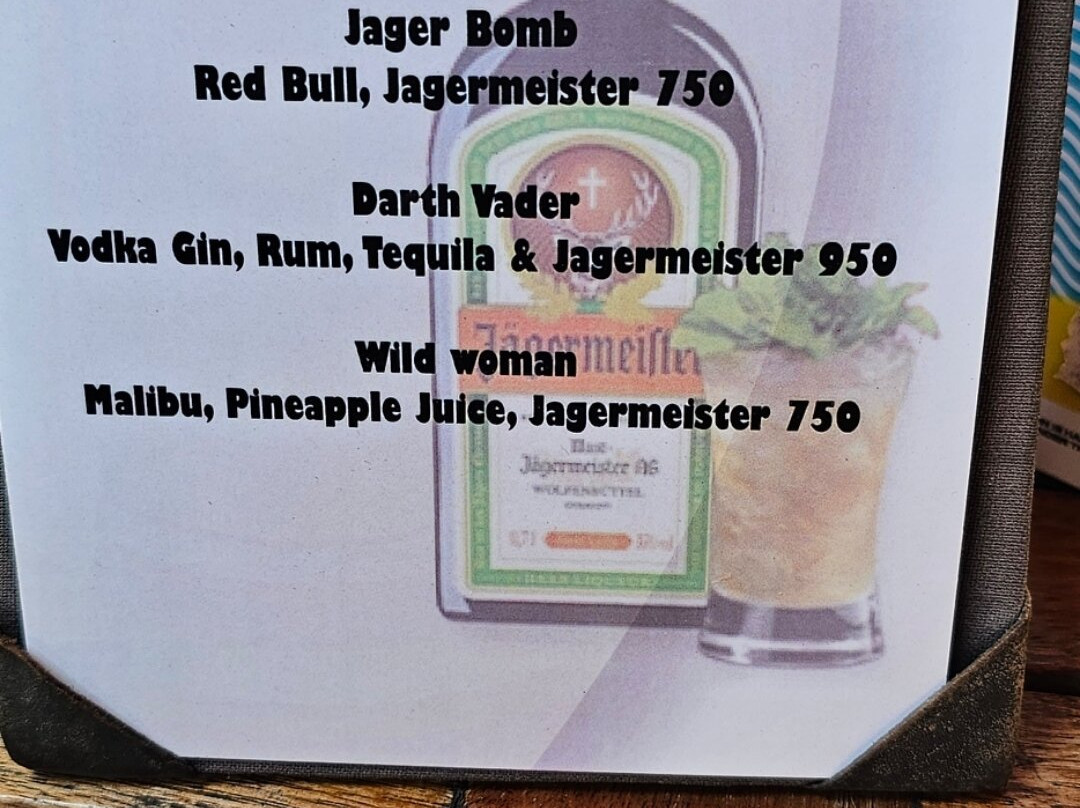 Jager Bomb
Red Bull, Jagermeister 750
Darth Vader
Vodka Gin, Rum, Tequila & Jagermeister 950
Wild woman
Malibu, Pineapple Juice, Jagermeister 750
Jägermeister
Jägermeister AG
WOLFENBÜTTEL